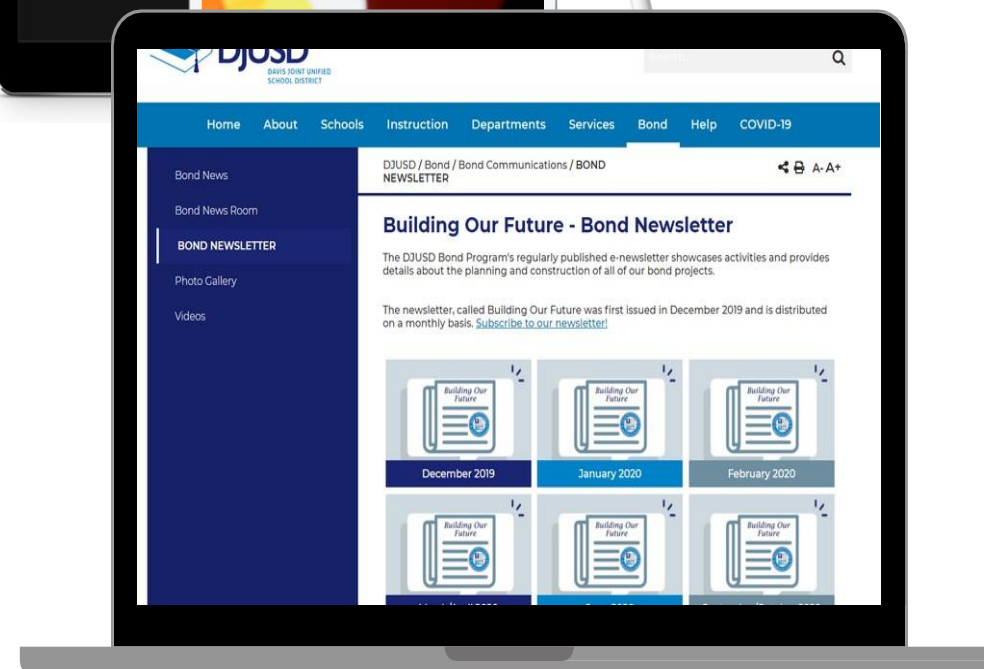 DJUSD
DAVIS JOINT UNIFIED
SCHOOL DISTRICT
Home About Schools Instruction Departments Services Bond Help COVID-19
Bond News
Bond News Room
BOND NEWSLETTER
Photo Gallery
Videos
DJUSD / Bond / Bond Communications / BOND
NEWSLETTER
A- A+
Building Our Future - Bond Newsletter
The DJUSD Bond Program's regularly published e-newsletter showcases activities and provides
details about the planning and construction of all of our bond projects.
The newsletter, called Building Our Future was first issued in December 2019 and is distributed
on a monthly basis. Subscribe to our newsletter!
Building Our
Future
Building Our
Future
Building Our
Future
December 2019
January 2020
February 2020
Building Our
Future
Building Our
Future
Building Our
Future